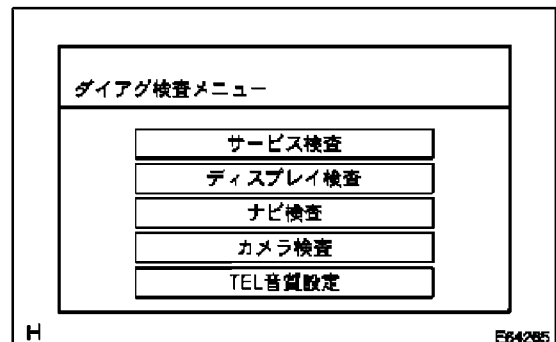 ダイアグ検査メニュー
サービス検査
ディスプレイ検査
ナビ検査
カメラ検査
TEL音質設定
H
E64265